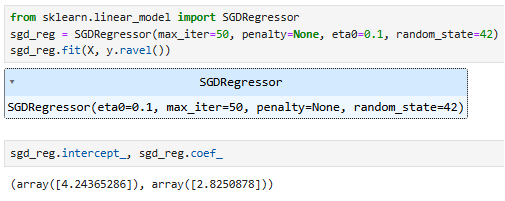 from sklearn.linear_model import SGDRegressor
sgd_reg = SGDRegressor(max_iter=50, penalty=None, eta0=0.1, random_state=42)
sgd_reg.fit(X, y.ravel())
SGDRegressor
SGDRegressor(eta0=0.1, max_iter=50, penalty=None, random_state=42)
sgd_reg.intercept_, sgd_reg.coef_
(array([4.24365286]), array([2.8250878]))